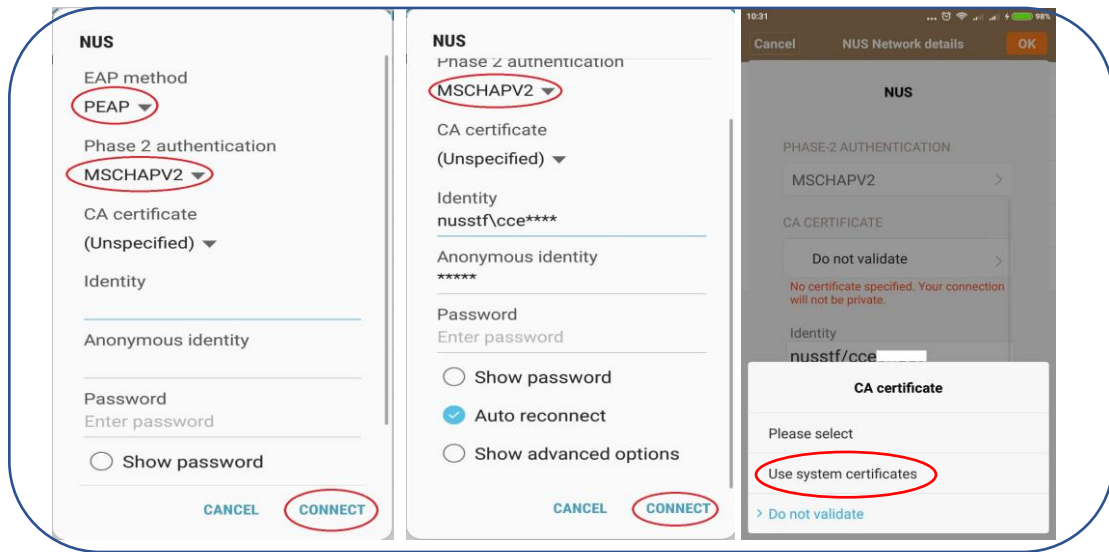 NUS
EAP method
PEAP
Phase 2 authentication
MSCHAPV2
CA certificate
(Unspecified)
Identity
Anonymous identity
Password
Enter password
Show password
CANCEL CONNECT
NUS
Phase 2 authentication
MSCHAPV2
CA certificate
(Unspecified)
Identity
nusstf\cce****
Anonymous identity
*****
Password
Enter password
Show password
Auto reconnect
Show advanced options
CANCEL CONNECT
10:31 ... 98%
Cancel NUS Network details OK
NUS
PHASE-2 AUTHENTICATION
MSCHAPV2 >
CA CERTIFICATE
Do not validate >
No certificate specified. Your connection
will not be private.
Identity
nusstf/cce
CA certificate
Please select
Use system certificates
> Do not validate